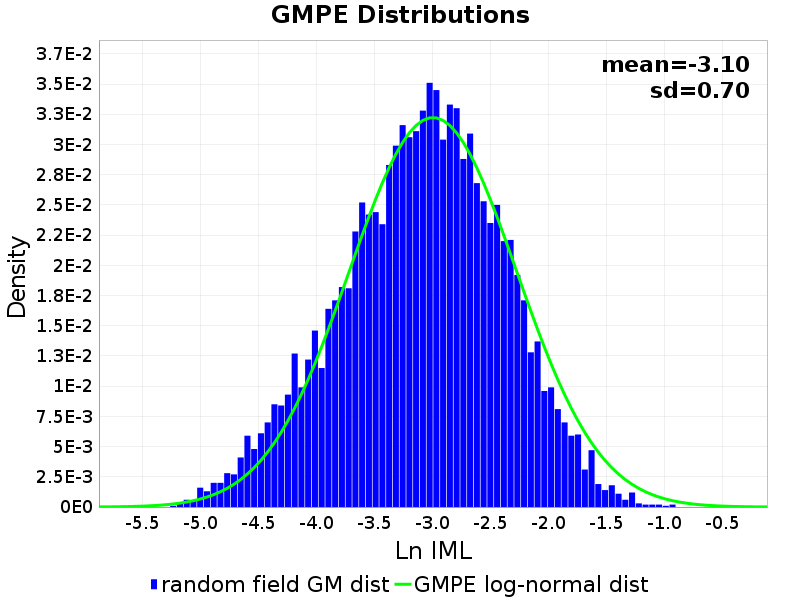 GMPE Distributions
mean=-3.10
sd=0.70
Density
3.7E-2
3.5E-2
3.3E-2
3E-2
2.8E-2
2.5E-2
2.2E-2
2E-2
1.8E-2
1.5E-2
1.3E-2
1E-2
7.5E-3
5E-3
2.5E-3
0E0
-5.5 -5.0 -4.5 -4.0 -3.5 -3.0 -2.5 -2.0 -1.5 -1.0 -0.5
Ln IML
random field GM dist GMPE log-normal dist